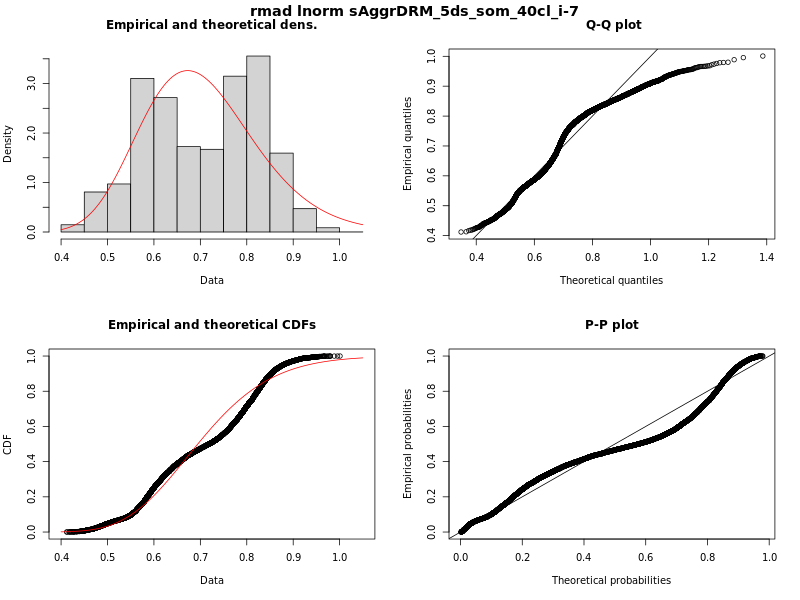 rmad lnorm sAggrDRM_5ds_som_40cl_i-7
Empirical and theoretical dens.
Density
0.0 1.0 2.0 3.0
0.4 0.5 0.6 0.7 0.8 0.9 1.0
Data
Q-Q plot
Empirical quantiles
0.4 0.5 0.6 0.7 0.8 0.9 1.0
0.4 0.6 0.8 1.0 1.2 1.4
Theoretical quantiles
Empirical and theoretical CDFs
CDF
0.0 0.2 0.4 0.6 0.8 1.0
0.4 0.5 0.6 0.7 0.8 0.9 1.0
Data
P-P plot
Empirical probabilities
0.0 0.2 0.4 0.6 0.8 1.0
0.0 0.2 0.4 0.6 0.8 1.0
Theoretical probabilities